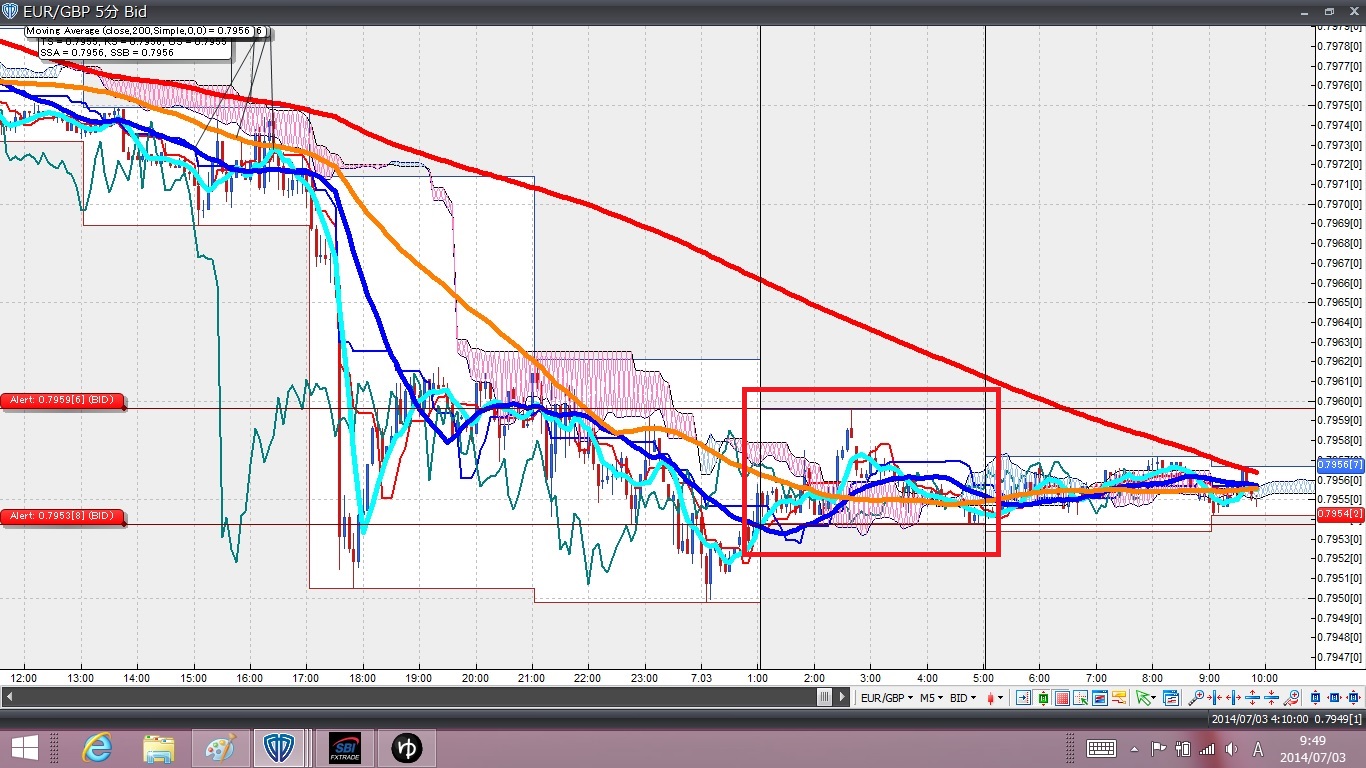 EUR/GBP 5分 Bid
Moving Average (close,200,Simple,0,0) = 0.7956
SSA = 0.7956, SSB = 0.7956
0.7978[0]
0.7977[0]
0.7976[0]
0.7975[0]
0.7974[0]
0.7973[0]
0.7972[0]
0.7971[0]
0.7970[0]
0.7969[0]
0.7968[0]
0.7967[0]
0.7966[0]
0.7965[0]
0.7964[0]
0.7963[0]
0.7962[0]
0.7961[0]
Alert: 0.7959[6] (BID)
0.7960[0]
0.7959[0]
0.7958[0]
0.7956[7]
0.7956[0]
0.7955[0]
Alert: 0.7953[8] (BID)
0.7953[0]
0.7952[0]
0.7951[0]
0.7950[0]
0.7949[0]
0.7948[0]
0.7947[0]
12:00 13:00 14:00 15:00 16:00 17:00 18:00 19:00 20:00 21:00 22:00 23:00 7.03 1:00 2:00 3:00 4:00 5:00 6:00 7:00 8:00 9:00 10:00
EUR/GBP M5 BID
2014/07/03 4:10:00 0.7949[1]
SBI
FXTRADE
ゆ
A
9:49
2014/07/03